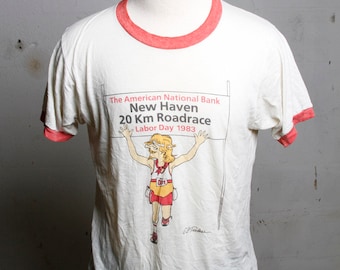 The American National Bank
New Haven
20 Km Roadrace
Labor Day 1983